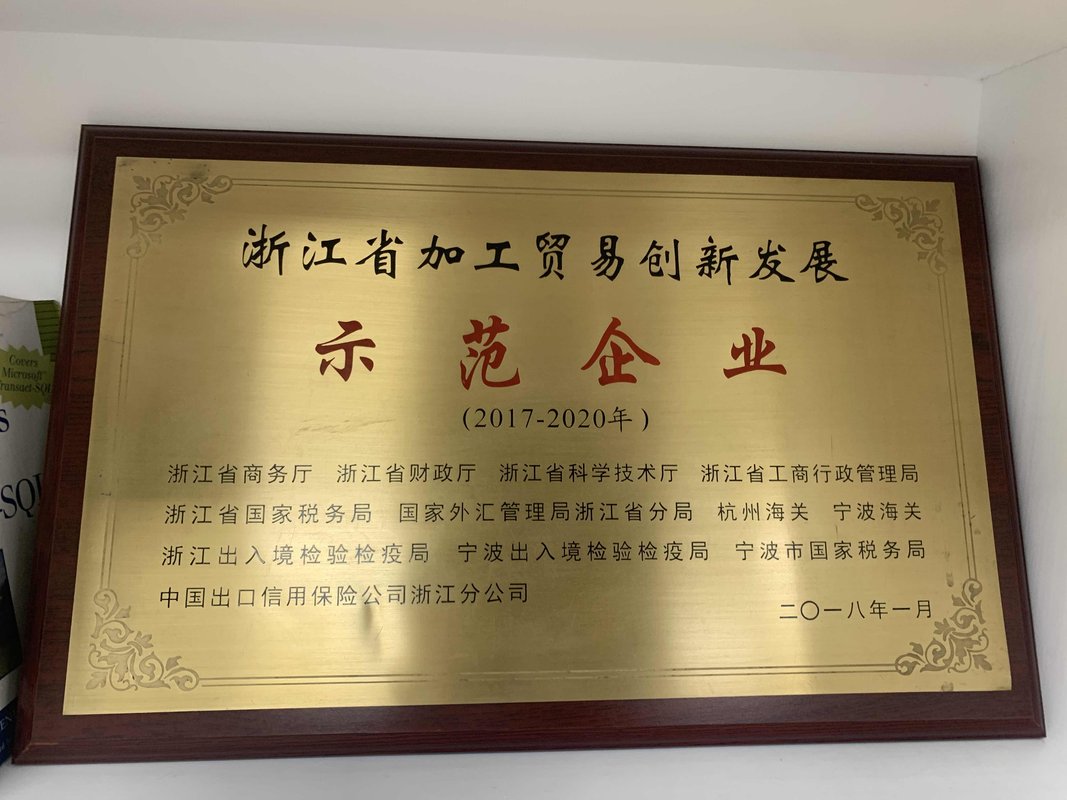 浙江省加工贸易创新发展
示范企业
(2017-2020年)
浙江省商务厅 浙江省财政厅 浙江省科学技术厅 浙江省工商行政管理局
浙江省国家税务局 国家外汇管理局浙江省分局 杭州海关 宁波海关
浙江出入境检验检疫局 宁波出入境检验检疫局 宁波市国家税务局
中国出口信用保险公司浙江分公司
二〇一八年一月
Covers
Microsoft
Transact-SQL